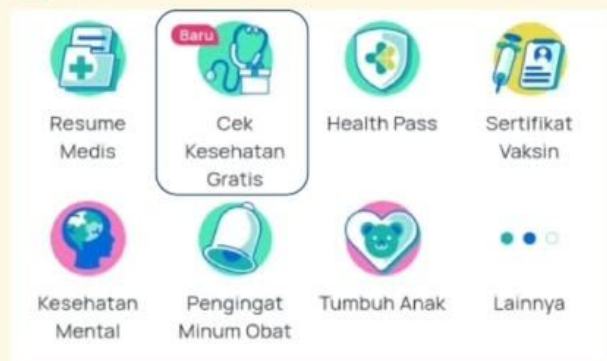 Baru
Resume
Medis
Cek
Kesehatan
Gratis
Health Pass
Sertifikat
Vaksin
Kesehatan
Mental
Pengingat
Minum Obat
Tumbuh Anak
Lainnya